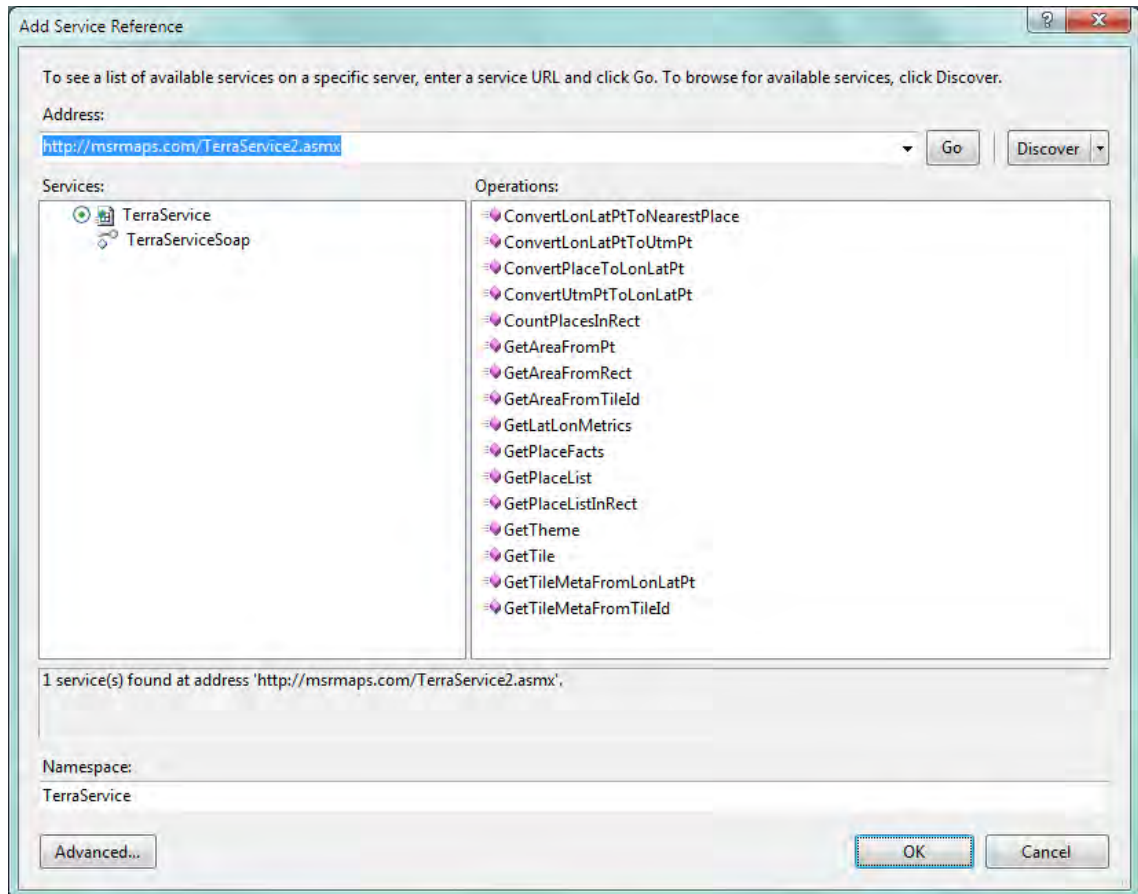 Add Service Reference
To see a list of available services on a specific server, enter a service URL and click Go. To browse for available services, click Discover.
Address:
http://msrmaps.com/TerraService2.asmx
Go
Discover
Services:
TerraService
TerraServiceSoap
Operations:
ConvertLonLatPtToNearestPlace
ConvertLonLatPtToUtmPt
ConvertPlaceToLonLatPt
ConvertUtmPtToLonLatPt
CountPlacesInRect
GetAreaFromPt
GetAreaFromRect
GetAreaFromTileId
GetLatLonMetrics
GetPlaceFacts
GetPlaceList
GetPlaceListInRect
GetTheme
GetTile
GetTileMetaFromLonLatPt
GetTileMetaFromTileId
1 service(s) found at address 'http://msrmaps.com/TerraService2.asmx'.
Namespace:
TerraService
Advanced...
OK
Cancel